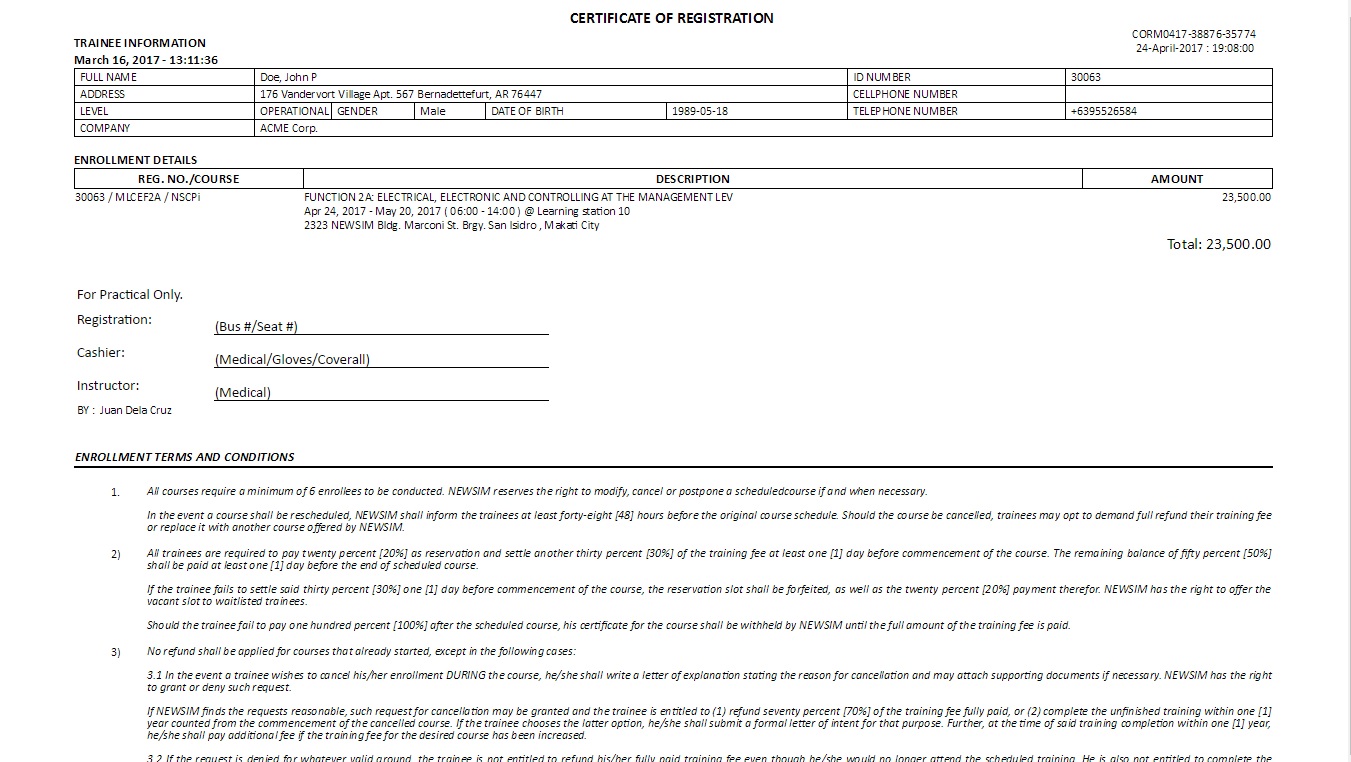 CERTIFICATE OF REGISTRATION
CORM0417-38876-35774
TRAINEE INFORMATION
24-April-2017 : 19:08:00
March 16, 2017 - 13:11:36
FULL NAME Doe, John P ID NUMBER 30063
ADDRESS 176 Vandervort Village Apt. 567 Bernadettefurt, AR 76447 CELLPHONE NUMBER
LEVEL OPERATIONAL GENDER Male DATE OF BIRTH 1989-05-18 TELEPHONE NUMBER +6395526584
COMPANY ACME Corp.
ENROLLMENT DETAILS
REG. NO./COURSE DESCRIPTION AMOUNT
30063 / MLCEF2A / NSCPi FUNCTION 2A: ELECTRICAL, ELECTRONIC AND CONTROLLING AT THE MANAGEMENT LEV 23,500.00
Apr 24, 2017 - May 20, 2017 ( 06:00 - 14:00 ) @ Learning station 10
2323 NEWSIM Bldg. Marconi St. Brgy. San Isidro , Makati City
Total: 23,500.00
For Practical Only.
Registration: (Bus #/Seat #)
Cashier: (Medical/Gloves/Coverall)
Instructor: (Medical)
BY : Juan Dela Cruz
ENROLLMENT TERMS AND CONDITIONS
1. All courses require a minimum of 6 enrollees to be conducted. NEWSIM reserves the right to modify, cancel or postpone a scheduledcourse if and when necessary.
In the event a course shall be rescheduled, NEWSIM shall inform the trainees at least forty-eight [48] hours before the original course schedule. Should the course be cancelled, trainees may opt to demand full refund their training fee
or replace it with another course offered by NEWSIM.
2) All trainees are required to pay twenty percent [20%] as reservation and settle another thirty percent [30%] of the training fee at least one [1] day before commencement of the course. The remaining balance of fifty percent [50%]
shall be paid at least one [1] day before the end of scheduled course.
If the trainee fails to settle said thirty percent [30%] one [1] day before commencement of the course, the reservation slot shall be forfeited, as well as the twenty percent [20%] payment therefor. NEWSIM has the right to offer the
vacant slot to waitlisted trainees.
Should the trainee fail to pay one hundred percent [100%] after the scheduled course, his certificate for the course shall be withheld by NEWSIM until the full amount of the training fee is paid.
3) No refund shall be applied for courses that already started, except in the following cases:
3.1 In the event a trainee wishes to cancel his/her enrollment DURING the course, he/she shall write a letter of explanation stating the reason for cancellation and may attach supporting documents if necessary. NEWSIM has the right
to grant or deny such request.
If NEWSIM finds the requests reasonable, such request for cancellation may be granted and the trainee is entitled to (1) refund seventy percent [70%] of the training fee fully paid, or (2) complete the unfinished training within one [1]
year counted from the commencement of the cancelled course. If the trainee chooses the latter option, he/she shall submit a formal letter of intent for that purpose. Further, at the time of said training completion within one [1] year,
he/she shall pay additional fee if the training fee for the desired course has been increased.
3.2 If the request is denied for whatever valid ground, the trainee is not entitled to refund his/her fully paid training fee even though he/she would no longer attend the scheduled training. He is also not entitled to complete the